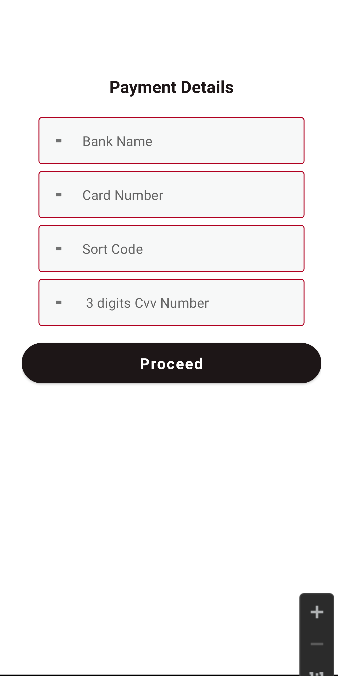 Payment Details
Bank Name
Card Number
Sort Code
3 digits Cvv Number
Proceed